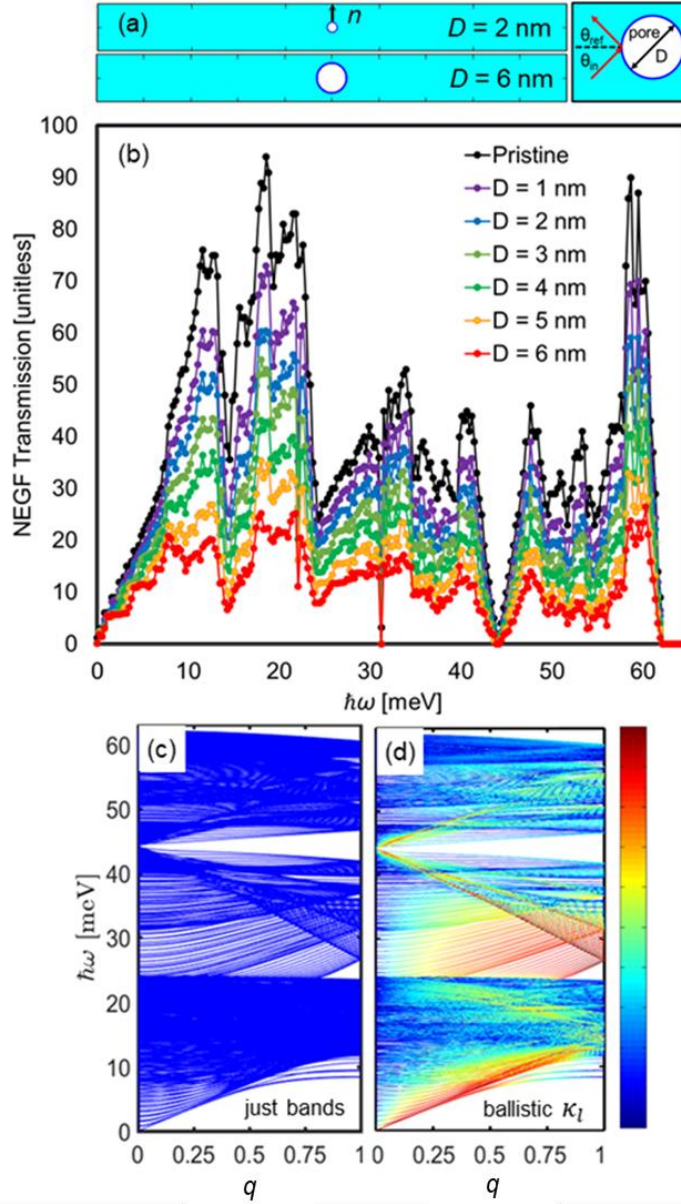 (a)
n
D = 2 nm
D = 6 nm
θref
θin
pore
D
(b)
NEGF Transmission [unitless]
100
90
80
70
60
50
40
30
20
10
0
Pristine
D = 1 nm
D = 2 nm
D = 3 nm
D = 4 nm
D = 5 nm
D = 6 nm
0 10 20 30 40 50 60
ħω [meV]
(c)
ħω [meV]
60
50
40
30
20
10
0
just bands
0 0.25 0.5 0.75 1
q
(d)
ballistic κl
0 0.25 0.5 0.75 1
q